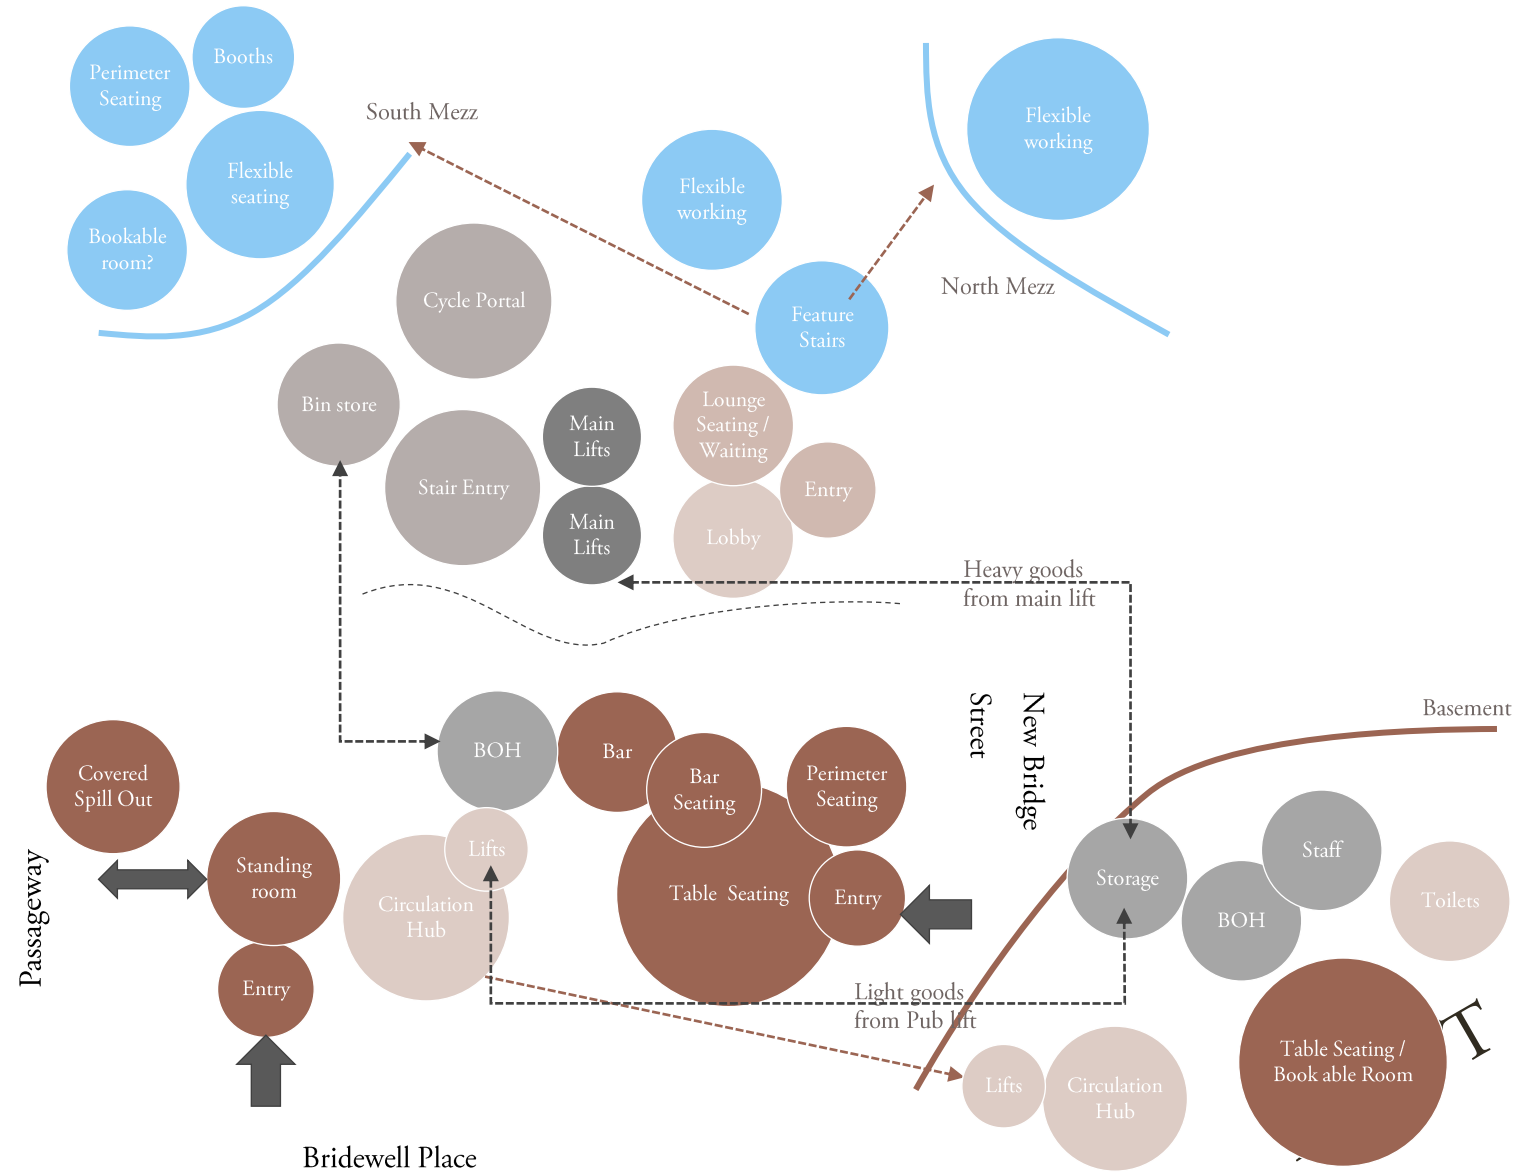 Booths
Perimeter
Seating
South Mezz
Flexible
working
Flexible
seating
Flexible
working
Bookable
room?
North Mezz
Cycle Portal
Feature
Stairs
Bin store
Main
Lifts
Lounge
Seating /
Waiting
Stair Entry
Entry
Main
Lifts
Lobby
Heavy goods
from main lift
New Bridge
Street
Basement
BOH
Bar
Bar
Seating
Perimeter
Seating
Covered
Spill Out
Passageway
Standing
room
Lifts
Circulation
Hub
Table Seating
Entry
Storage
BOH
Staff
Toilets
Entry
Light goods
from Pub lift
Lifts
Circulation
Hub
Table Seating /
Book able Room
T
Bridewell Place